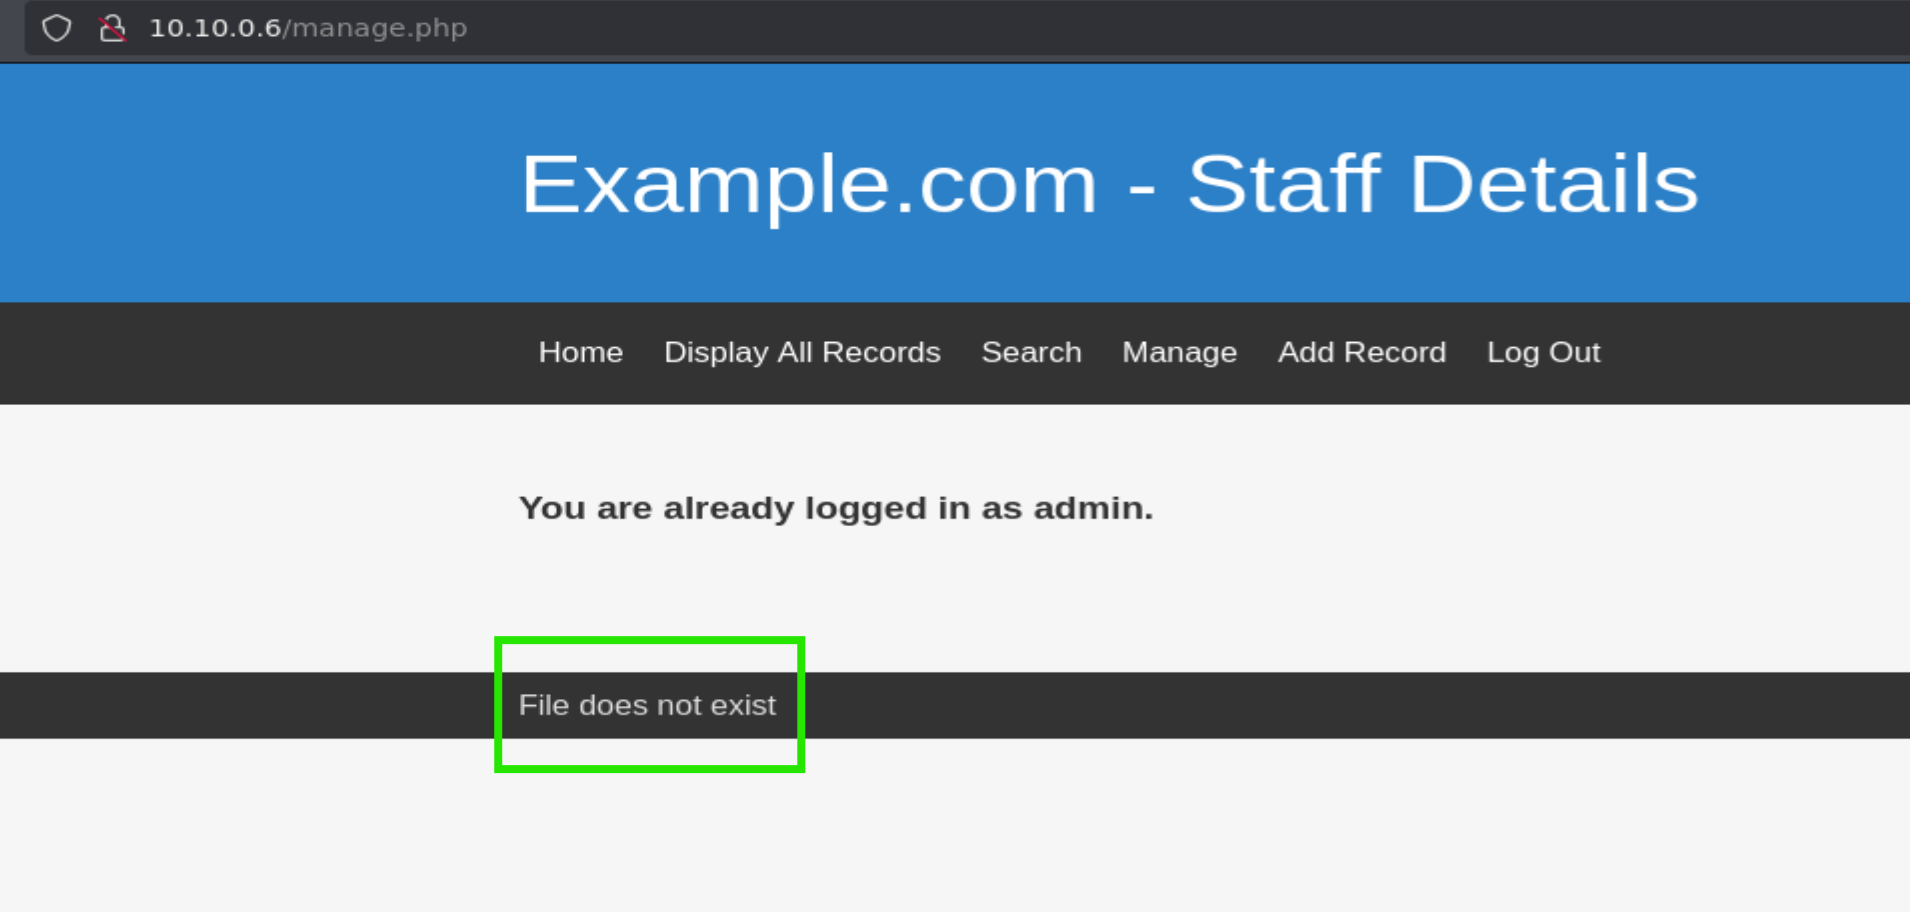 10.10.0.6/manage.php
Example.com - Staff Details
Home Display All Records Search Manage Add Record Log Out
You are already logged in as admin.
File does not exist